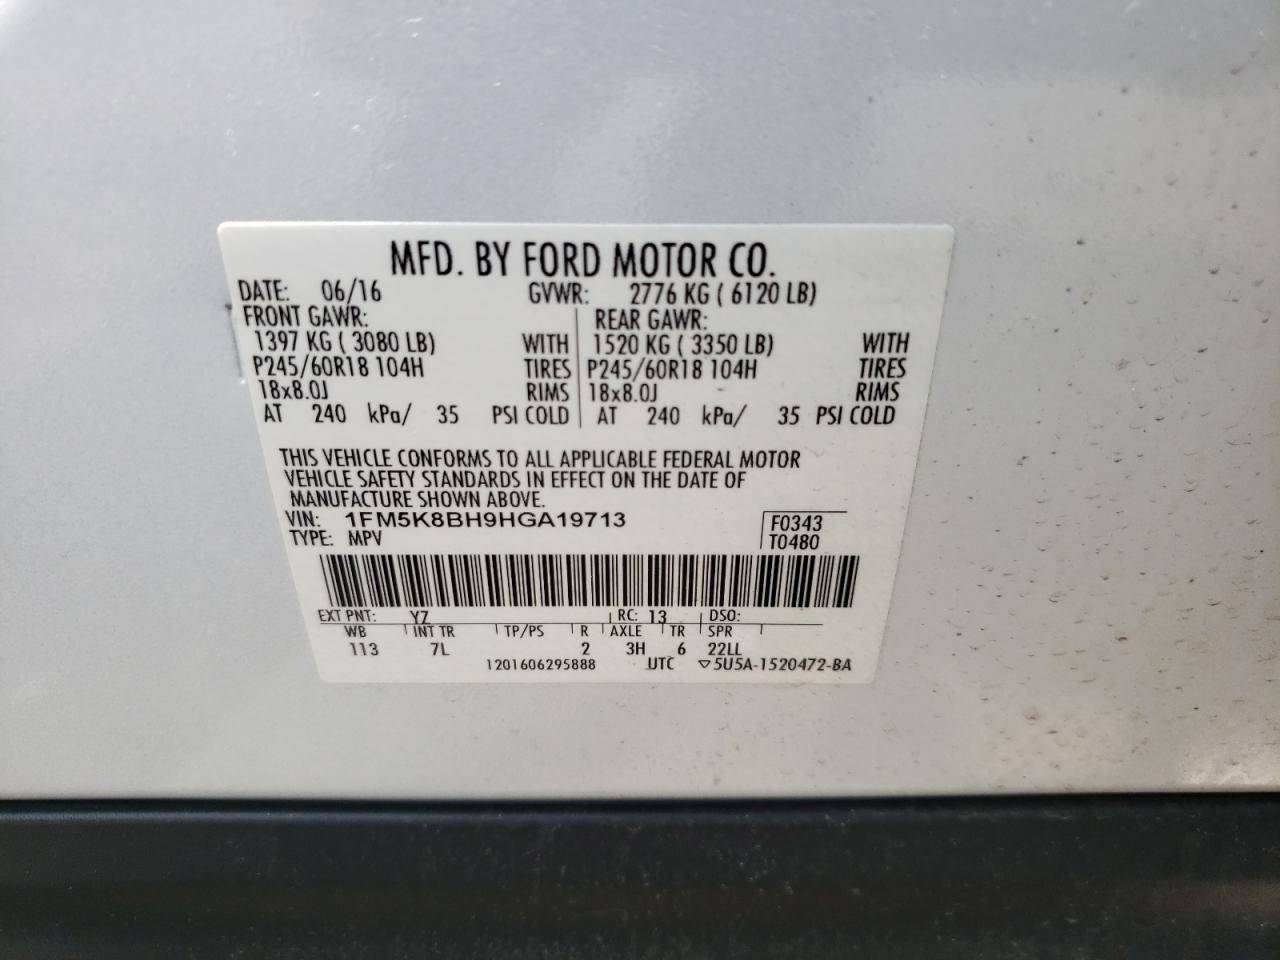 MFD. BY FORD MOTOR CO.
DATE: 06/16 GVWR: 2776 KG ( 6120 LB)
FRONT GAWR: REAR GAWR:
1397 KG ( 3080 LB) WITH 1520 KG ( 3350 LB) WITH
P245/60R18 104H TIRES P245/60R18 104H TIRES
18x8.0J RIMS 18x8.0J RIMS
AT 240 kPa/ 35 PSI COLD AT 240 kPa/ 35 PSI COLD
THIS VEHICLE CONFORMS TO ALL APPLICABLE FEDERAL MOTOR
VEHICLE SAFETY STANDARDS IN EFFECT ON THE DATE OF
MANUFACTURE SHOWN ABOVE.
VIN: 1FM5K8BH9HGA19713 F0343
TYPE: MPV T0480
EXT PNT: YZ RC: 13 DSO:
WB INT TR TP/PS R AXLE TR SPR
113 7L 2 3H 6 22LL
1201606295888 UTC ▽5U5A-1520472-BA